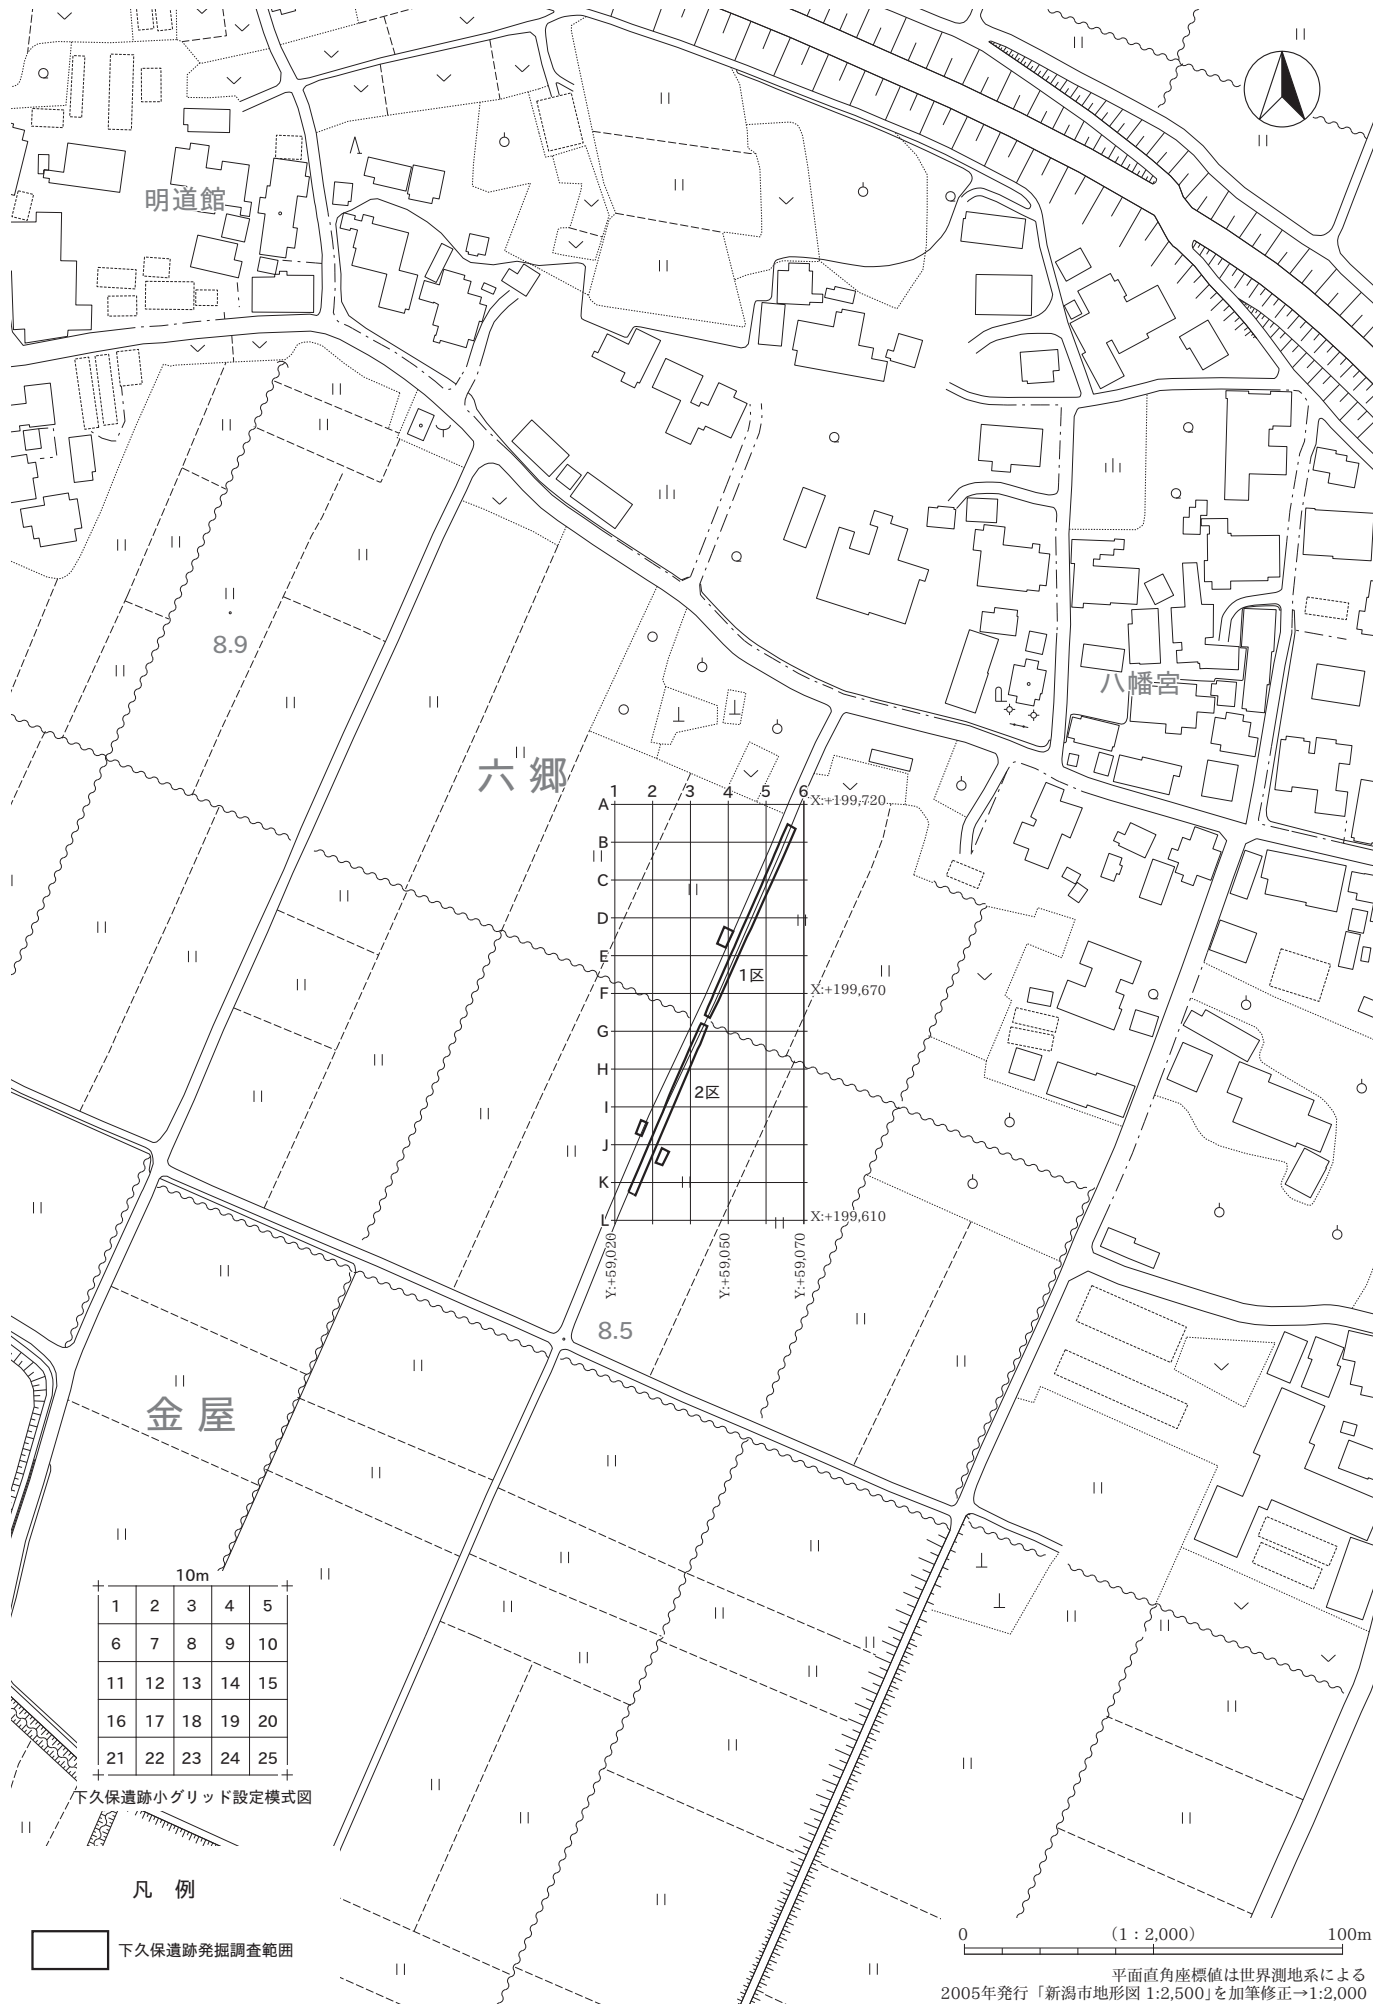 明道館
8.9
六郷
八幡宮
1 2 3 4 5 6
A
B
C
D
E
F
G
H
I
J
K
L
X:+199,720
X:+199,670
X:+199,610
1区
2区
Y:+59,020
Y:+59,050
Y:+59,070
8.5
金屋
10m
1 2 3 4 5
6 7 8 9 10
11 12 13 14 15
16 17 18 19 20
21 22 23 24 25
下久保遺跡小グリッド設定模式図
凡 例
下久保遺跡発掘調査範囲
0 (1：2,000) 100m
平面直角座標値は世界測地系による
2005年発行「新潟市地形図 1:2,500」を加筆修正→1:2,000